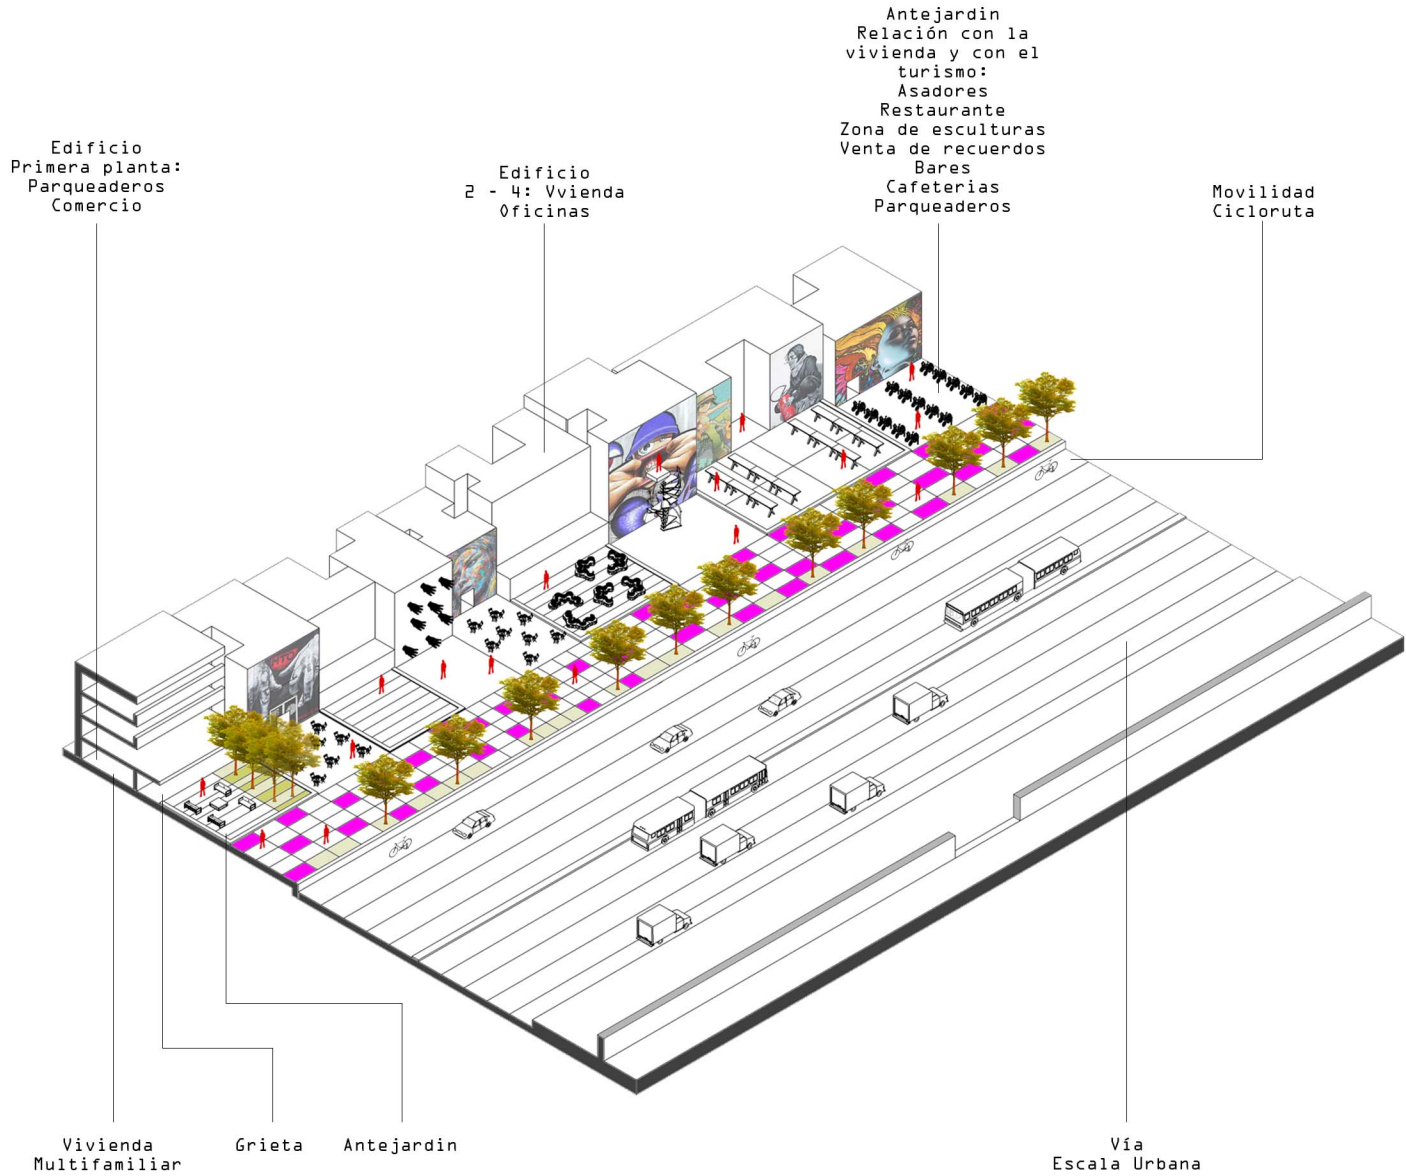 Antejardin
Relación con la
vivienda y con el
turismo:
Asadores
Restaurante
Zona de esculturas
Venta de recuerdos
Bares
Cafeterias
Parqueaderos
Edificio
Primera planta:
Parqueaderos
Comercio
Edificio
2 - 4: Vvienda
Oficinas
Movilidad
Cicloruta
Vivienda
Multifamiliar
Grieta
Antejardin
Vía
Escala Urbana